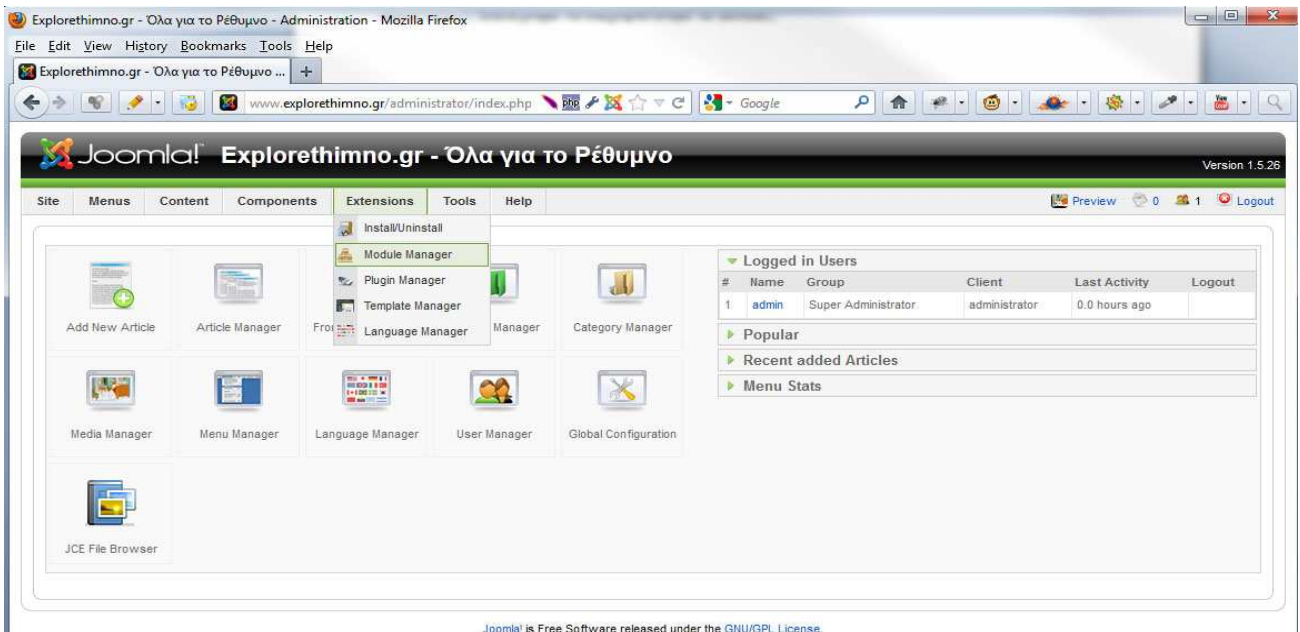 Explorethimno.gr - Όλα για το Ρέθυμνο - Administration - Mozilla Firefox
File Edit View History Bookmarks Tools Help
Explorethimno.gr - Όλα για το Ρέθυμνο ... +
www.explorethimno.gr/administrator/index.php php Google
Joomla! Explorethimno.gr - Όλα για το Ρέθυμνο
Version 1.5.26
Site Menus Content Components Extensions Tools Help Preview 0 1 Logout
Install/Uninstall
Module Manager
Plugin Manager
Template Manager
Language Manager
Add New Article Article Manager Manager Category Manager
Media Manager Menu Manager Language Manager User Manager Global Configuration
JCE File Browser
Logged in Users
# Name Group Client Last Activity Logout
1 admin Super Administrator administrator 0.0 hours ago
Popular
Recent added Articles
Menu Stats
Joomla! is Free Software released under the GNU/GPL License.